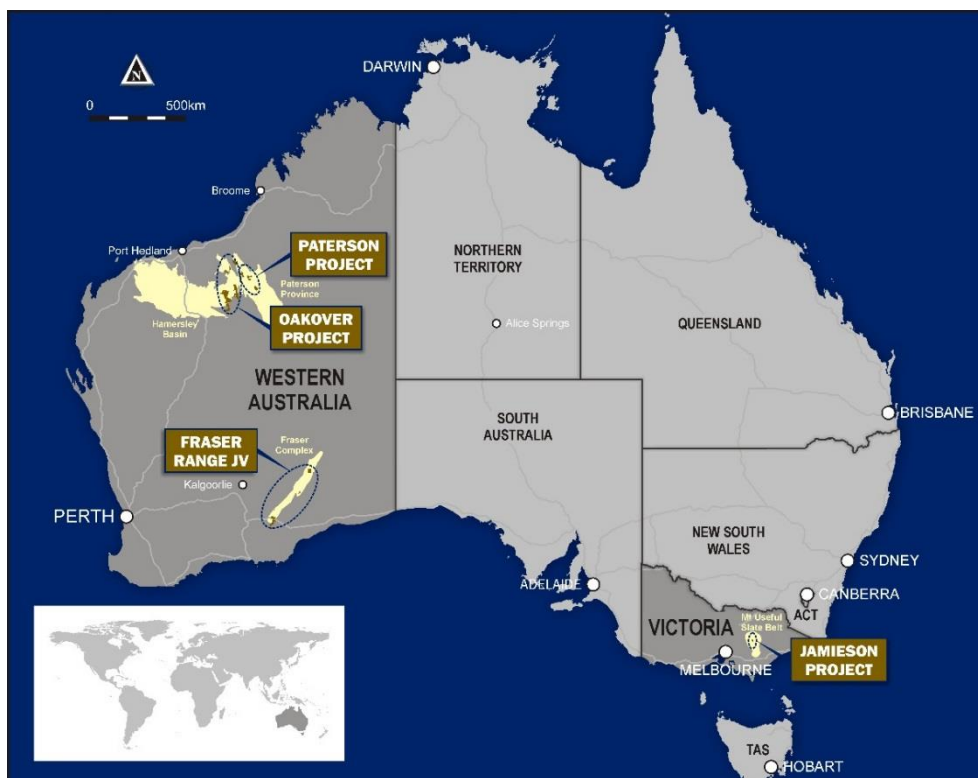 DARWIN
N
0 500km
Broome
Port Hedland
PATERSON
PROJECT
Paterson
Province
NORTHERN
TERRITORY
Hamersley
Basin
OAKOVER
PROJECT
Alice Springs
QUEENSLAND
WESTERN
AUSTRALIA
SOUTH
AUSTRALIA
BRISBANE
FRASER
RANGE JV
Fraser
Complex
Kalgoorlie
PERTH
NEW SOUTH
WALES
SYDNEY
ADELAIDE
CANBERRA
ACT
VICTORIA
Mt Useful
Slate Belt
MELBOURNE
JAMIESON
PROJECT
TAS
HOBART